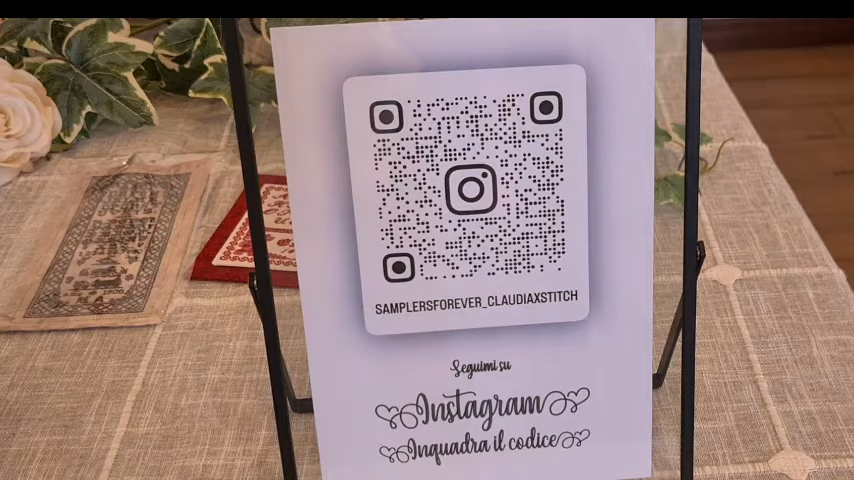 SAMPLERSFOREVER_CLAUDIAXSTITCH
Seguimi su
Instagram
Inquadra il codice